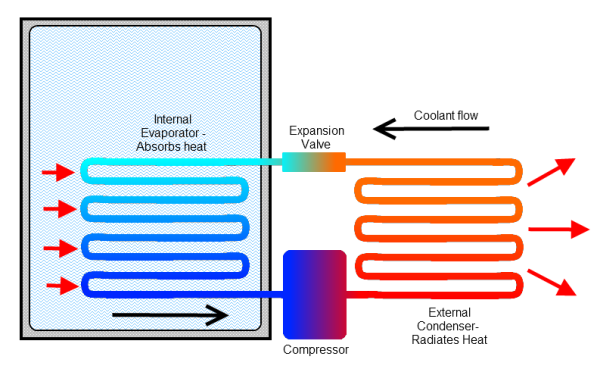 Internal
Evaporator -
Absorbs heat
Expansion
Valve
Coolant flow
Compressor
External
Condenser-
Radiates Heat